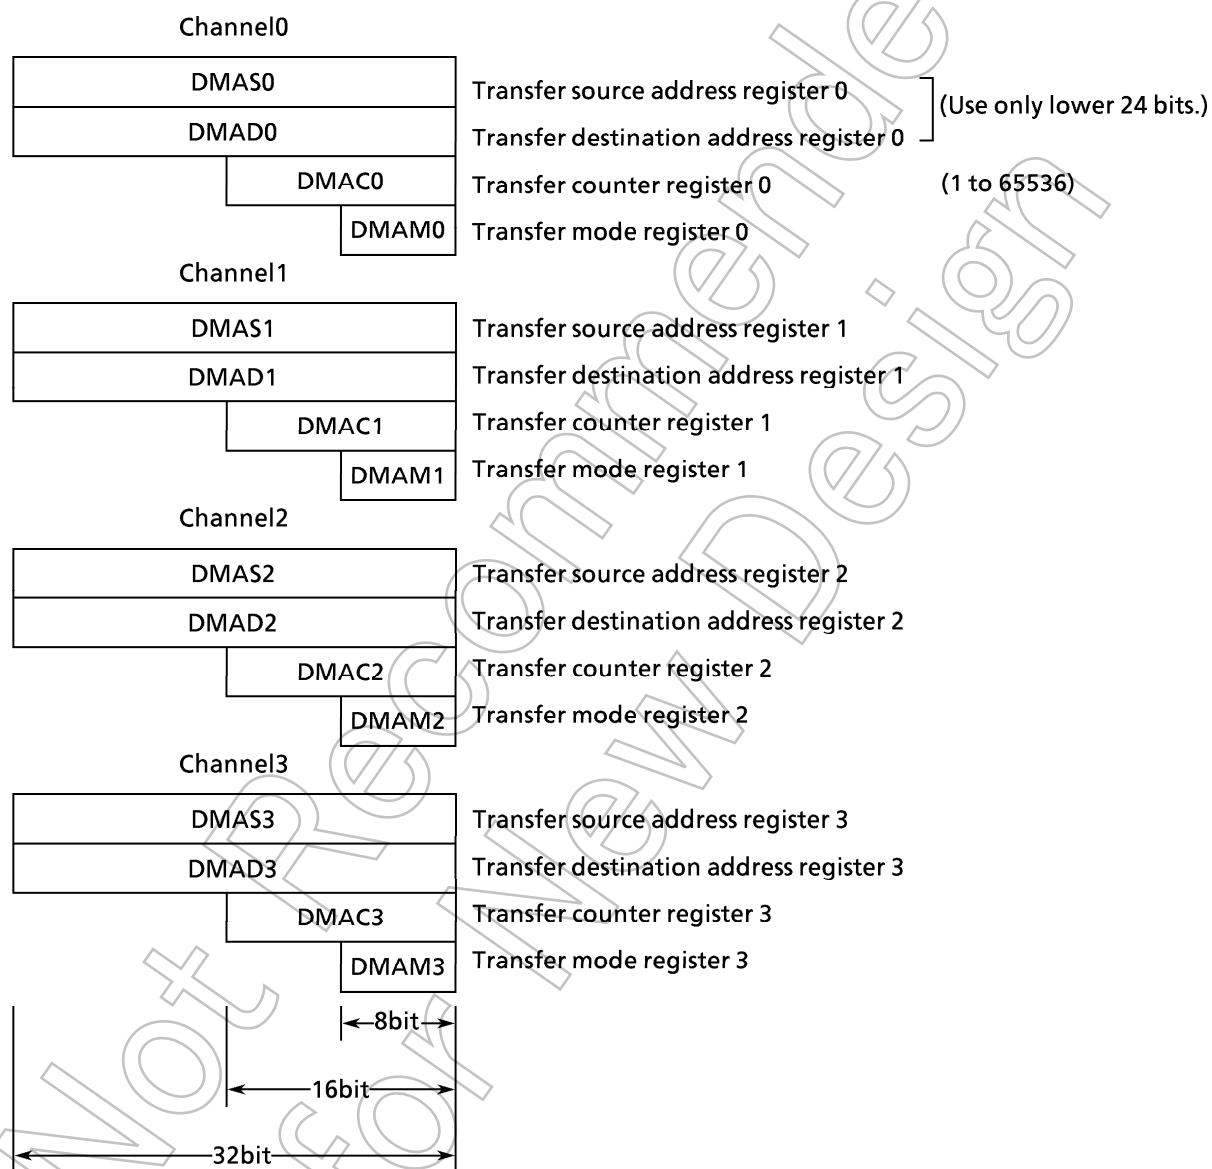 Channel0
DMAS0 Transfer source address register 0
(Use only lower 24 bits.)
DMAD0 Transfer destination address register 0
DMAC0 Transfer counter register 0 (1 to 65536)
DMAM0 Transfer mode register 0
Channel1
DMAS1 Transfer source address register 1
DMAD1 Transfer destination address register 1
DMAC1 Transfer counter register 1
DMAM1 Transfer mode register 1
Channel2
DMAS2 Transfer source address register 2
DMAD2 Transfer destination address register 2
DMAC2 Transfer counter register 2
DMAM2 Transfer mode register 2
Channel3
DMAS3 Transfer source address register 3
DMAD3 Transfer destination address register 3
DMAC3 Transfer counter register 3
DMAM3 Transfer mode register 3
8bit
16bit
32bit
Not Recommende
for New Design